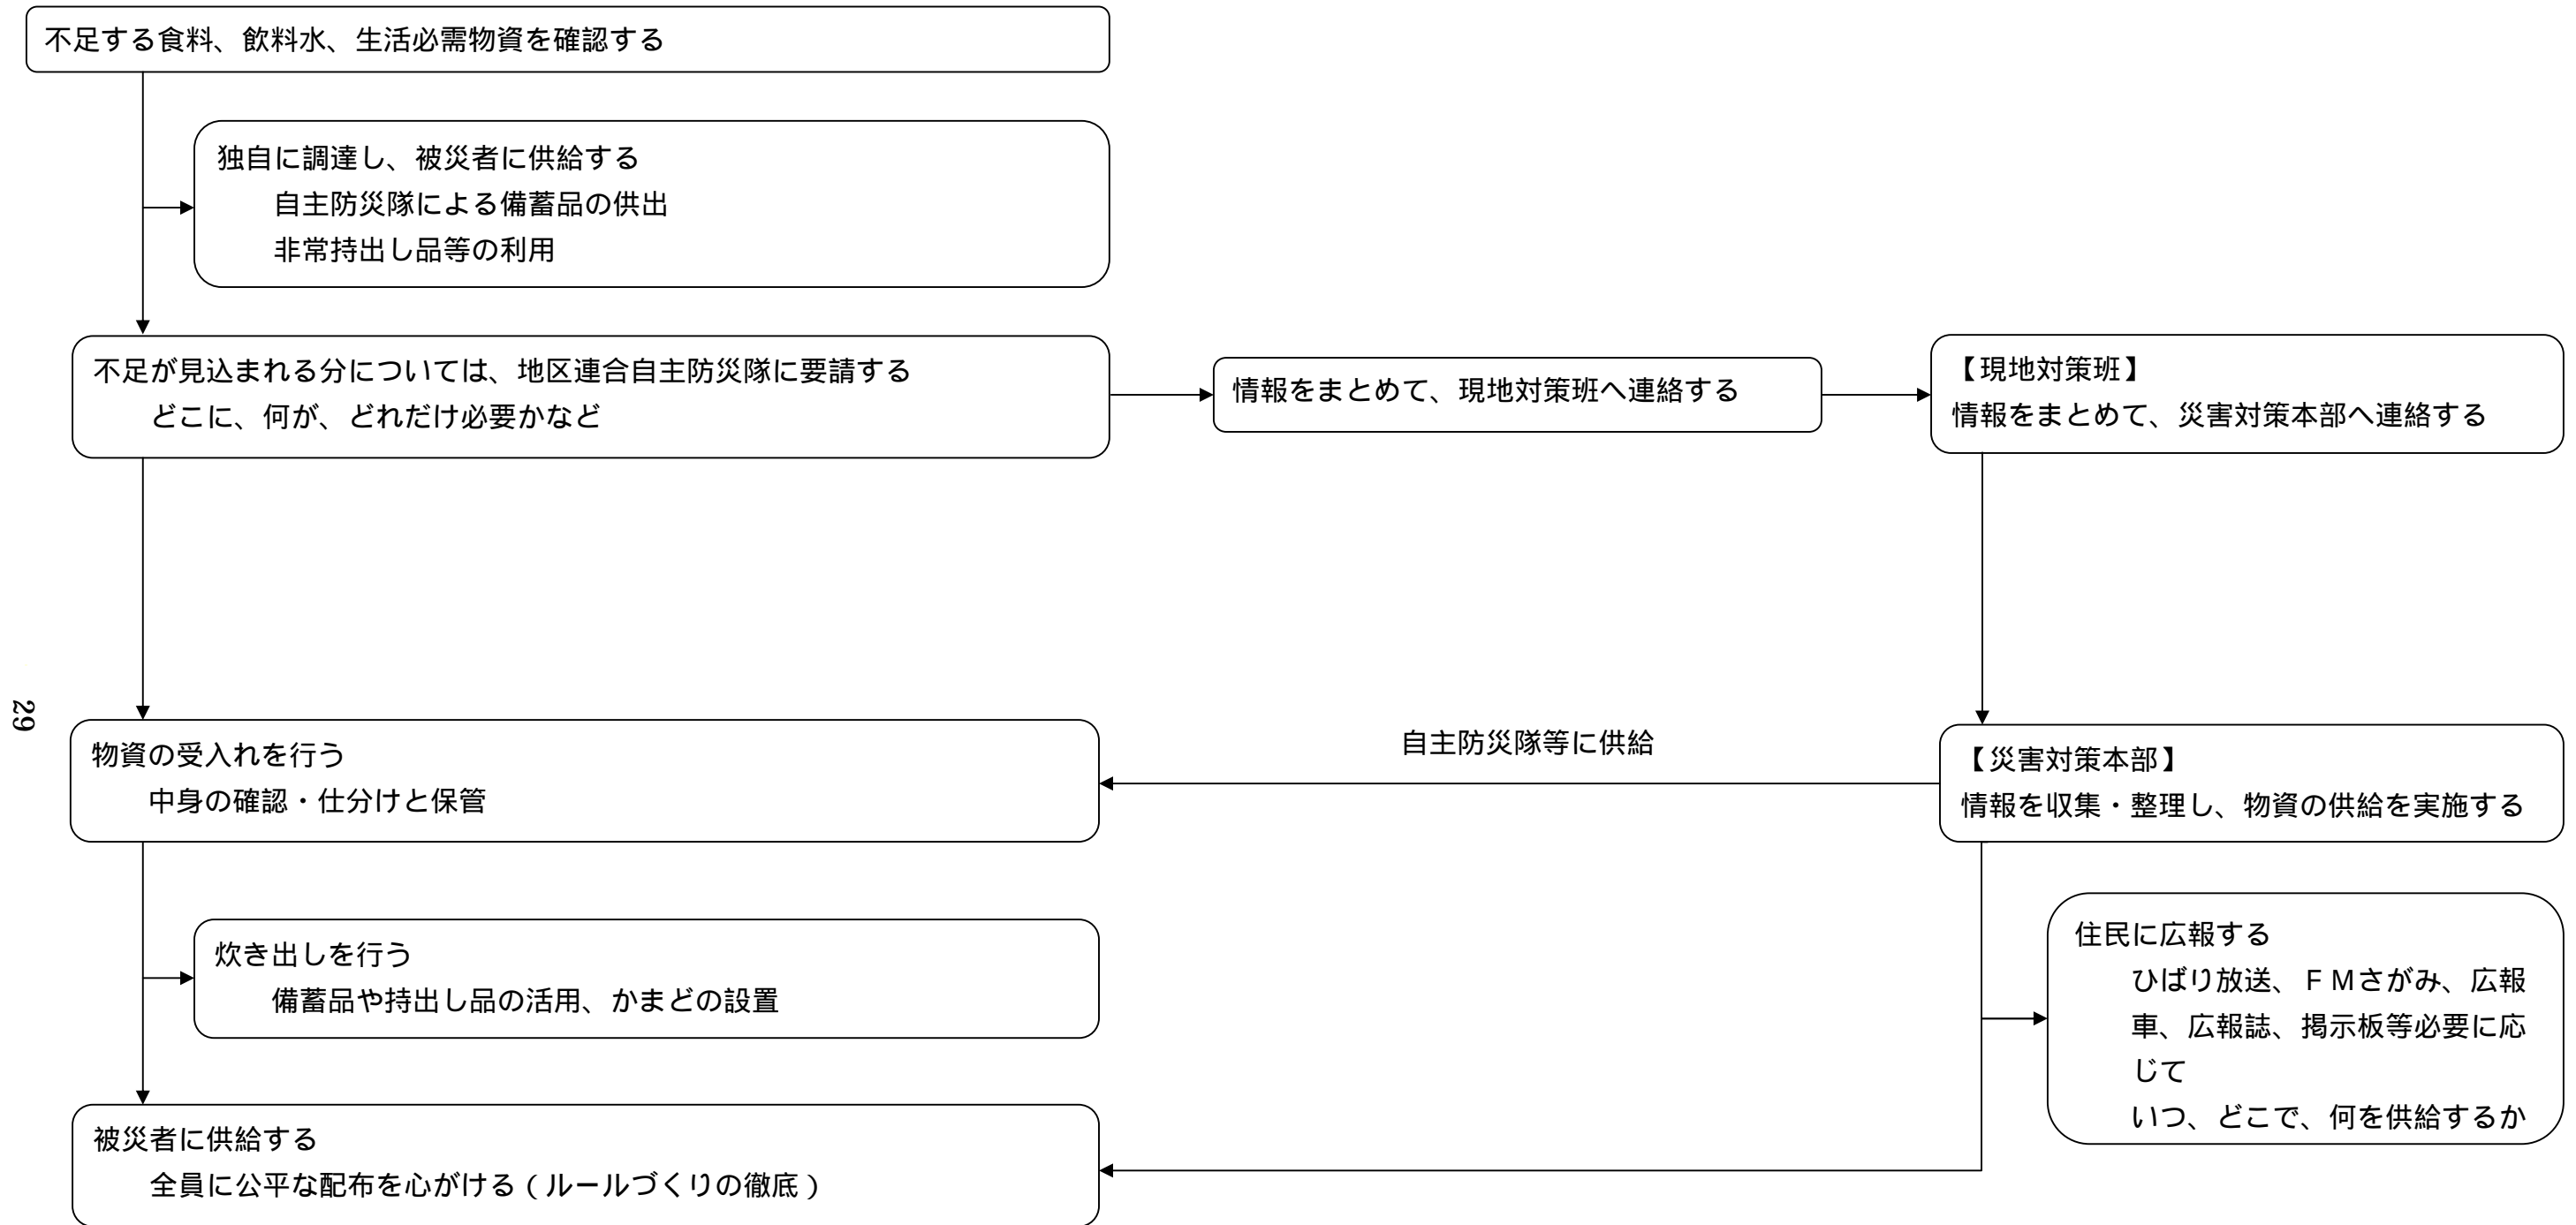 不足する食料、飲料水、生活必需物資を確認する
独自に調達し、被災者に供給する
自主防災隊による備蓄品の供出
非常持出し品等の利用
不足が見込まれる分については、地区連合自主防災隊に要請する
どこに、何が、どれだけ必要かなど
情報をまとめて、現地対策班へ連絡する
【現地対策班】
情報をまとめて、災害対策本部へ連絡する
29
物資の受入れを行う
中身の確認・仕分けと保管
自主防災隊等に供給
【災害対策本部】
情報を収集・整理し、物資の供給を実施する
炊き出しを行う
備蓄品や持出し品の活用、かまどの設置
住民に広報する
ひばり放送、ＦＭさがみ、広報
車、広報誌、掲示板等必要に応
じて
いつ、どこで、何を供給するか
被災者に供給する
全員に公平な配布を心がける（ルールづくりの徹底）